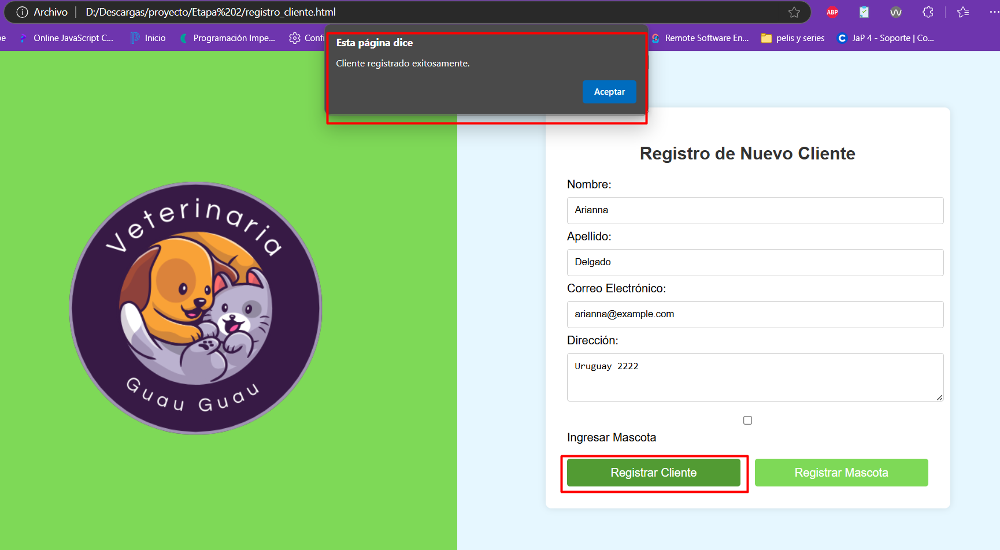 Archivo
D:/Descargas/proyecto/Etapa%202/registro_cliente.html
ABP
Online JavaScript C...
Inicio
Programación Impe...
Remote Software En...
pelis y series
JaP 4 - Soporte | Co...
Esta página dice
Cliente registrado exitosamente.
Aceptar
Veterinaria
Guau Guau
Registro de Nuevo Cliente
Nombre:
Arianna
Apellido:
Delgado
Correo Electrónico:
arianna@example.com
Dirección:
Uruguay 2222
Ingresar Mascota
Registrar Cliente
Registrar Mascota